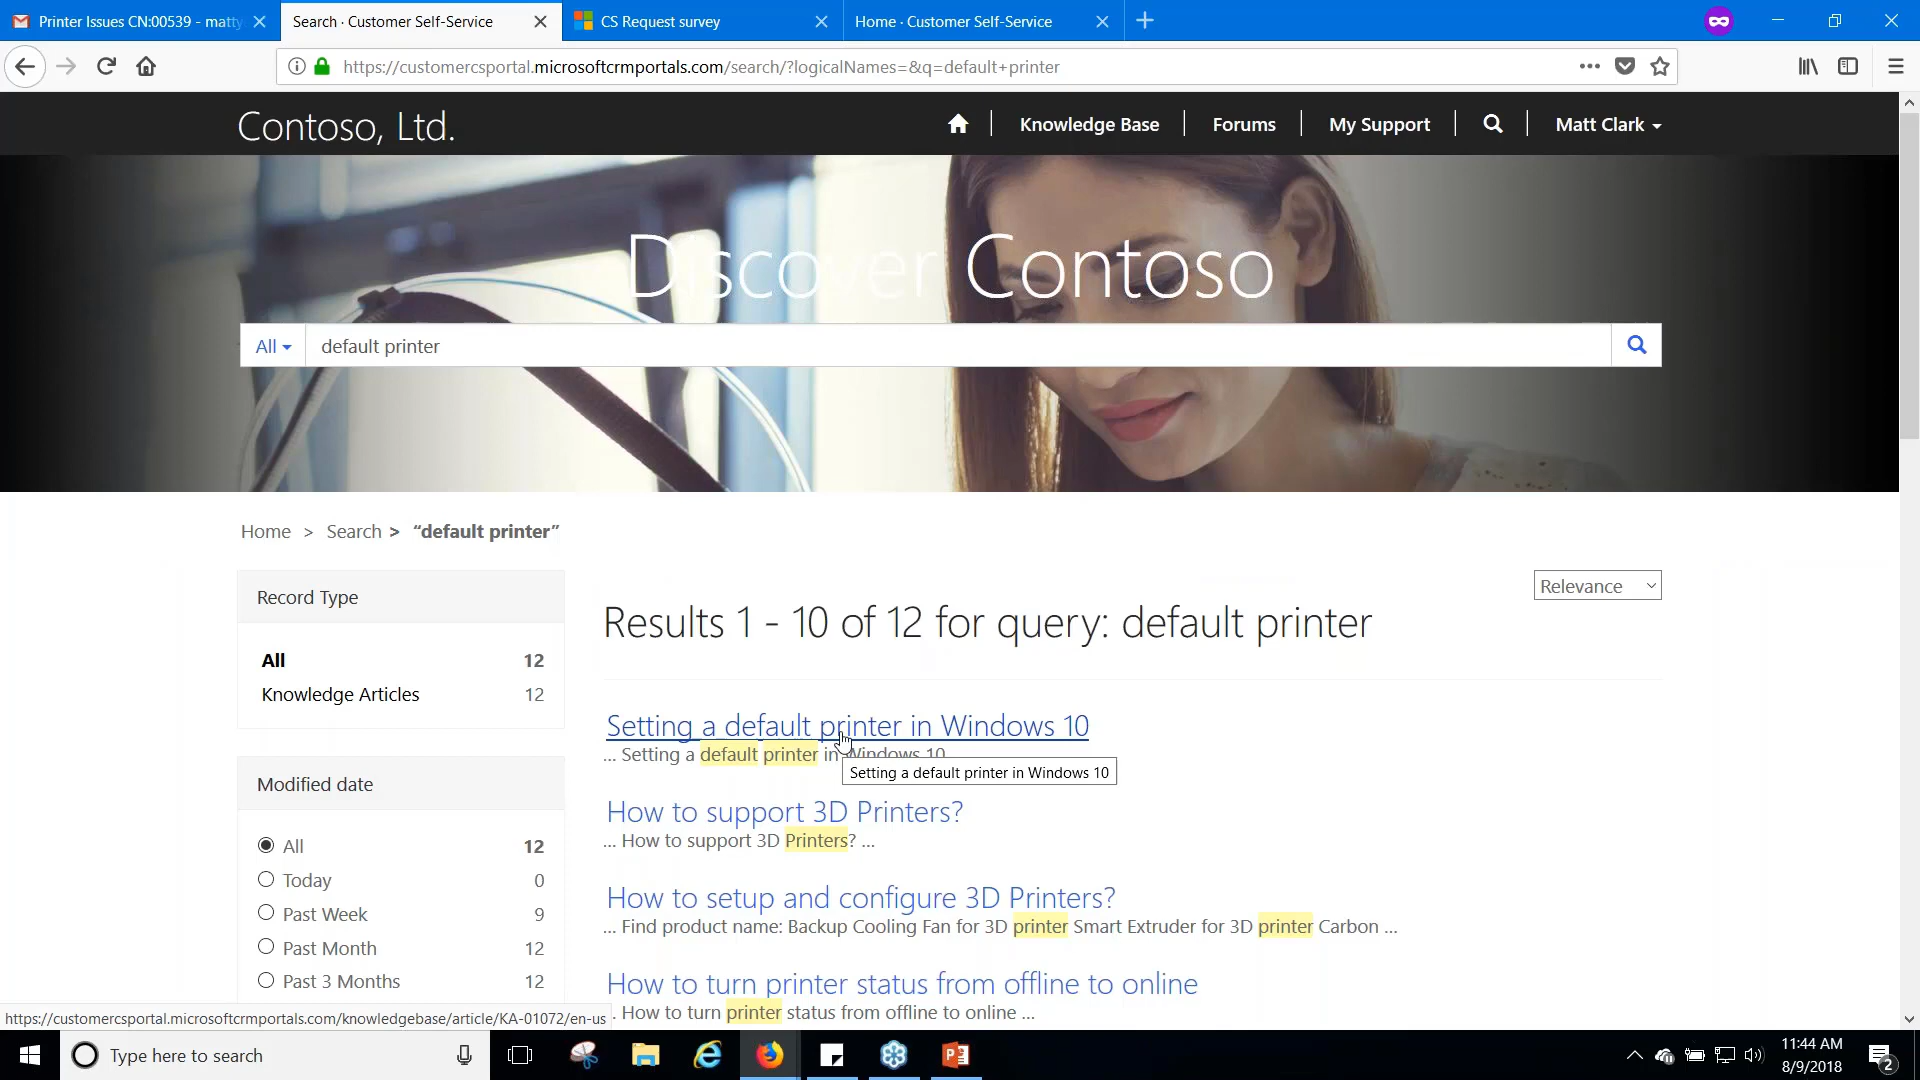 Printer Issues CN:00539 - matty
Search · Customer Self-Service
CS Request survey
Home · Customer Self-Service
https://customercsportal.microsoftcrmportals.com/search/?logicalNames=&q=default+printer
Contoso, Ltd.
Knowledge Base
Forums
My Support
Matt Clark
Discover Contoso
All
default printer
Home > Search > “default printer”
Record Type
All 12
Knowledge Articles 12
Modified date
All 12
Today 0
Past Week 9
Past Month 12
Past 3 Months 12
Relevance
Results 1 - 10 of 12 for query: default printer
Setting a default printer in Windows 10
... Setting a default printer in Windows 10
Setting a default printer in Windows 10
How to support 3D Printers?
... How to support 3D Printers? ...
How to setup and configure 3D Printers?
... Find product name: Backup Cooling Fan for 3D printer Smart Extruder for 3D printer Carbon ...
How to turn printer status from offline to online
. How to turn printer status from offline to online ...
https://customercsportal.microsoftcrmportals.com/knowledgebase/article/KA-01072/en-us
Type here to search
11:44 AM
8/9/2018
2